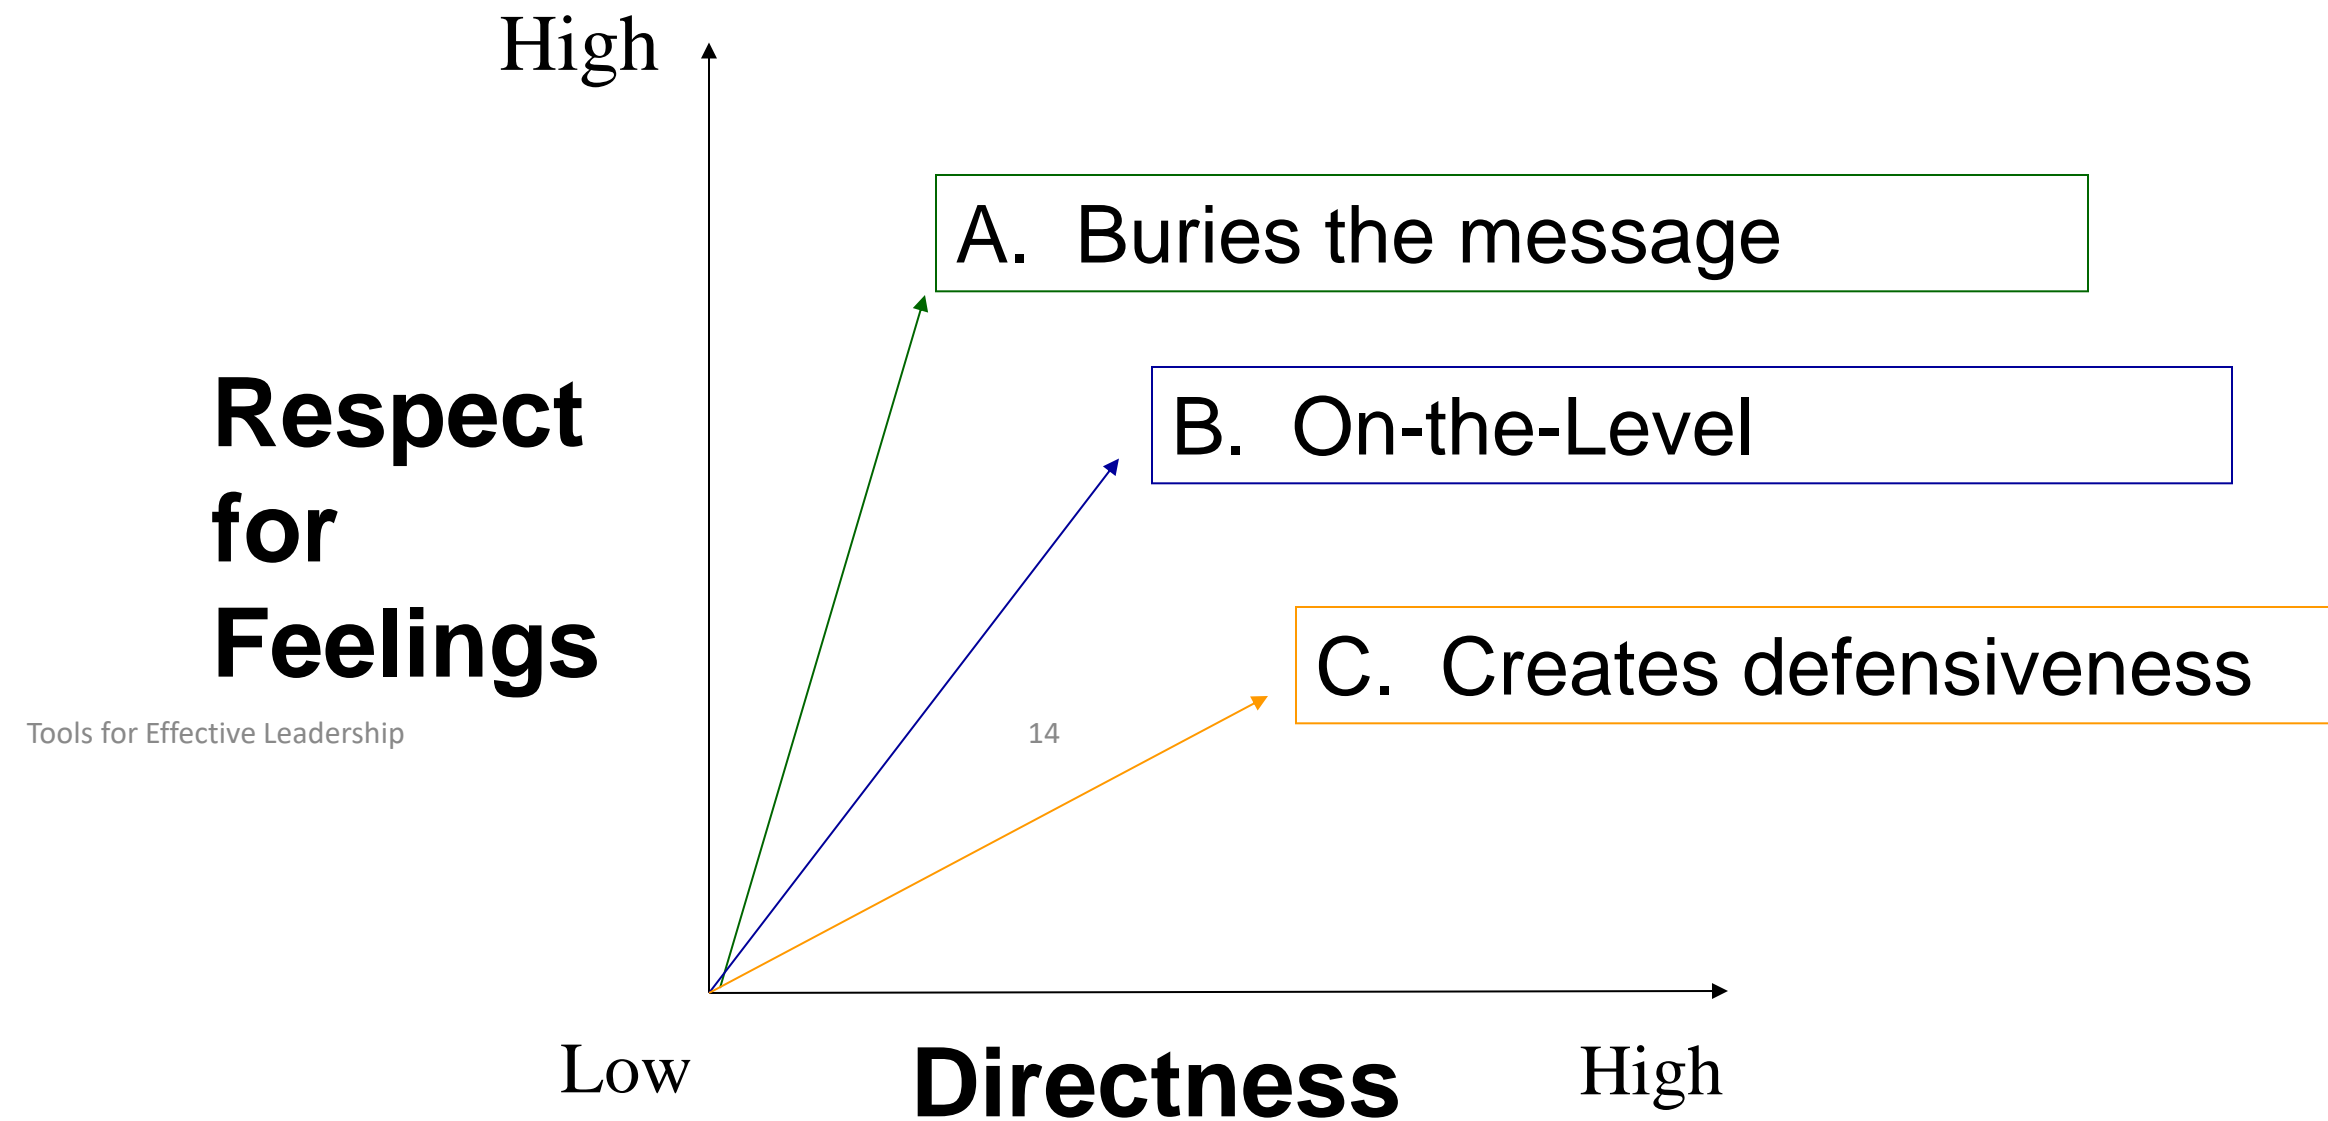 High
A. Buries the message
Respect
for
Feelings
B. On-the-Level
C. Creates defensiveness
Tools for Effective Leadership
14
Low
Directness
High